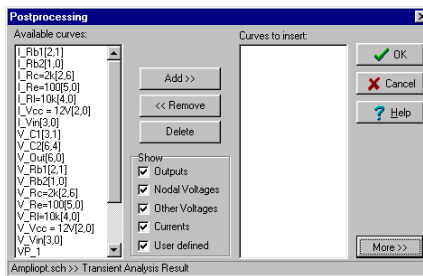 Postprocessing
Available curves:
I_Rb1[2,1]
I_Rb2[1,0]
I_Rc=2k[2,6]
I_Re=100[5,0]
I_Rl=10k[4,0]
I_Vcc = 12V[2,0]
I_Vin[3,0]
V_C1[3,1]
V_C2[6,4]
V_Out[6,0]
V_Rb1[2,1]
V_Rb2[1,0]
V_Rc=2k[2,6]
V_Re=100[5,0]
V_Rl=10k[4,0]
V_Vcc = 12V[2,0]
V_Vin[3,0]
VP_1
Add >>
<< Remove
Delete
Show
Outputs
Nodal Voltages
Other Voltages
Currents
User defined
Curves to insert:
OK
Cancel
Help
More >>
Ampliopt.sch >> Transient Analysis Result